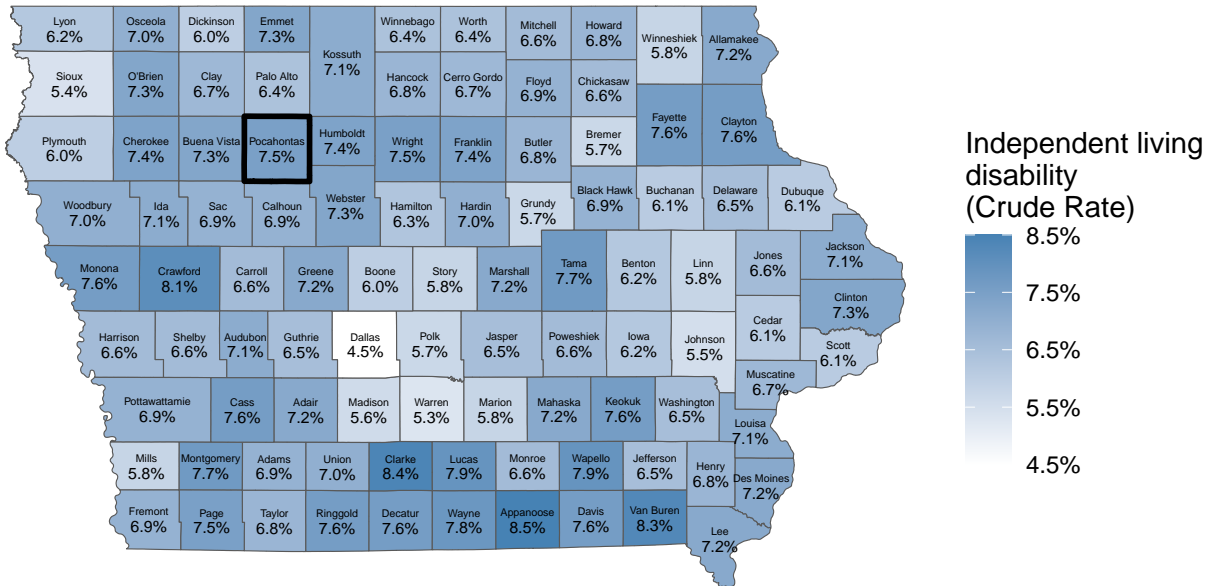 Lyon
6.2%
Osceola
7.0%
Dickinson
6.0%
Emmet
7.3%
Kossuth
7.1%
Winnebago
6.4%
Worth
6.4%
Mitchell
6.6%
Howard
6.8%
Winneshiek
5.8%
Allamakee
7.2%
Sioux
5.4%
O'Brien
7.3%
Clay
6.7%
Palo Alto
6.4%
Hancock
6.8%
Cerro Gordo
6.7%
Floyd
6.9%
Chickasaw
6.6%
Fayette
7.6%
Clayton
7.6%
Plymouth
6.0%
Cherokee
7.4%
Buena Vista
7.3%
Pocahontas
7.5%
Humboldt
7.4%
Wright
7.5%
Franklin
7.4%
Butler
6.8%
Bremer
5.7%
Woodbury
7.0%
Ida
7.1%
Sac
6.9%
Calhoun
6.9%
Webster
7.3%
Hamilton
6.3%
Hardin
7.0%
Grundy
5.7%
Black Hawk
6.9%
Buchanan
6.1%
Delaware
6.5%
Dubuque
6.1%
Monona
7.6%
Crawford
8.1%
Carroll
6.6%
Greene
7.2%
Boone
6.0%
Story
5.8%
Marshall
7.2%
Tama
7.7%
Benton
6.2%
Linn
5.8%
Jones
6.6%
Jackson
7.1%
Clinton
7.3%
Harrison
6.6%
Shelby
6.6%
Audubon
7.1%
Guthrie
6.5%
Dallas
4.5%
Polk
5.7%
Jasper
6.5%
Poweshiek
6.6%
Iowa
6.2%
Johnson
5.5%
Cedar
6.1%
Scott
6.1%
Muscatine
6.7%
Pottawattamie
6.9%
Cass
7.6%
Adair
7.2%
Madison
5.6%
Warren
5.3%
Marion
5.8%
Mahaska
7.2%
Keokuk
7.6%
Washington
6.5%
Louisa
7.1%
Mills
5.8%
Montgomery
7.7%
Adams
6.9%
Union
7.0%
Clarke
8.4%
Lucas
7.9%
Monroe
6.6%
Wapello
7.9%
Jefferson
6.5%
Henry
6.8%
Des Moines
7.2%
Fremont
6.9%
Page
7.5%
Taylor
6.8%
Ringgold
7.6%
Decatur
7.6%
Wayne
7.8%
Appanoose
8.5%
Davis
7.6%
Van Buren
8.3%
Lee
7.2%
Independent living
disability
(Crude Rate)
8.5%
7.5%
6.5%
5.5%
4.5%